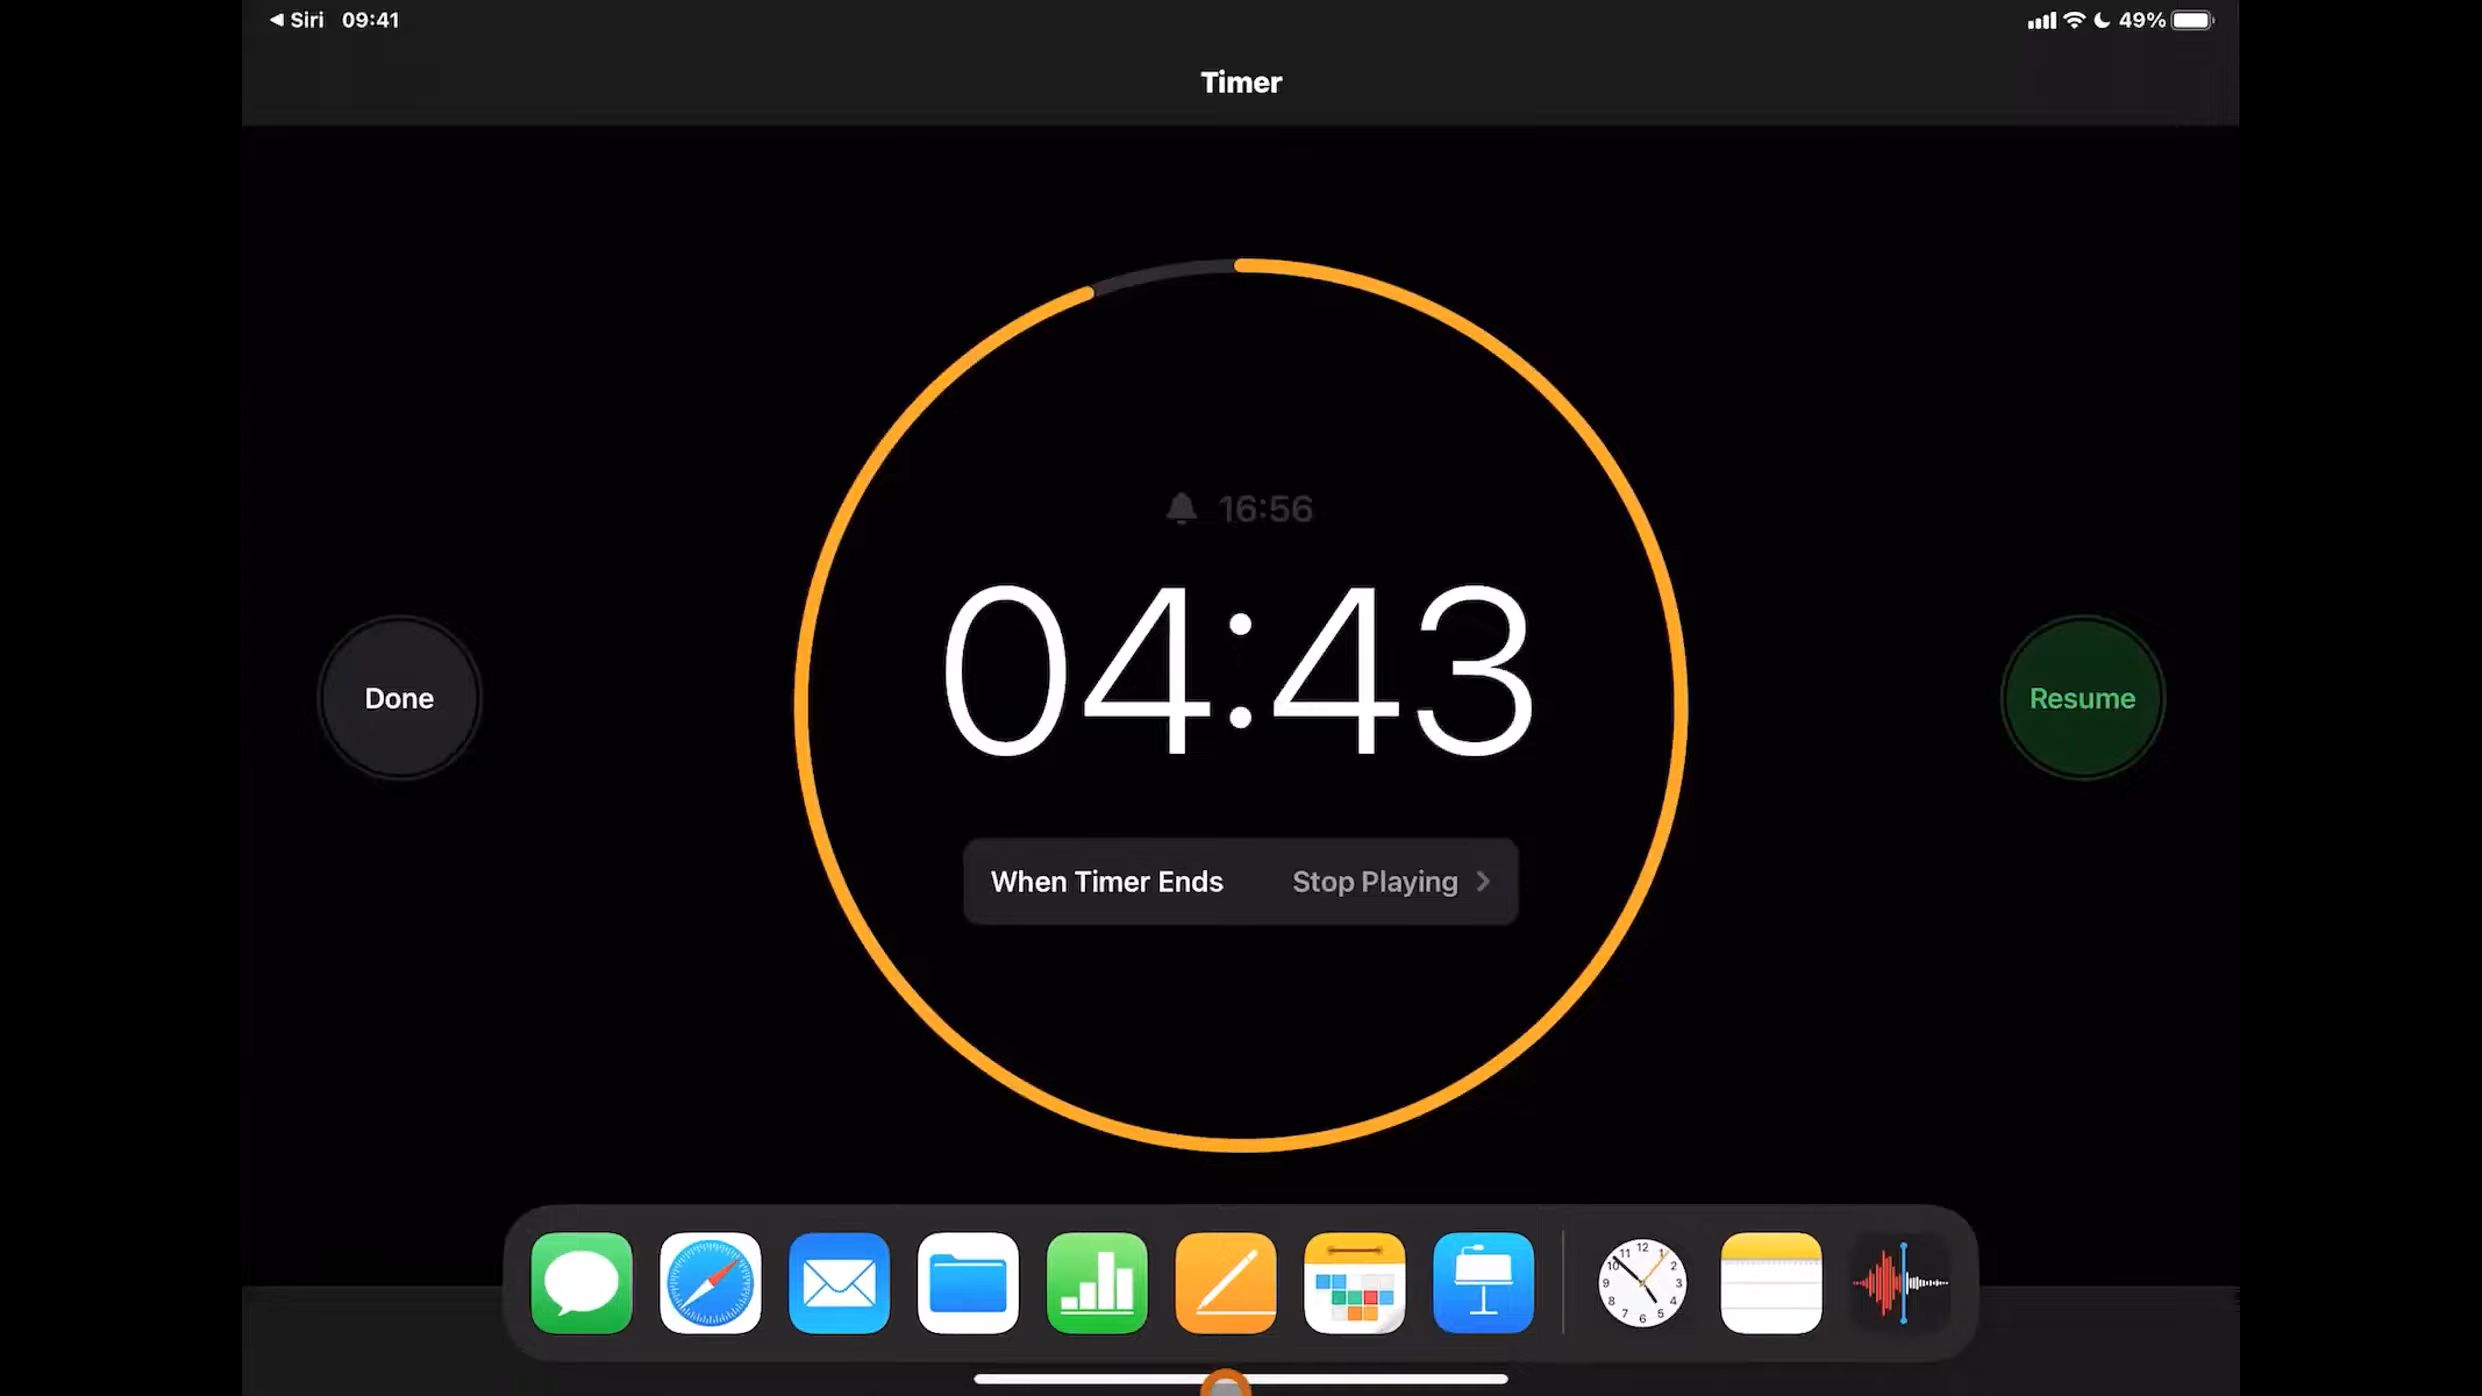 ◀ Siri 09:41 49%
Timer
16:56
04:43
Done
Resume
When Timer Ends Stop Playing